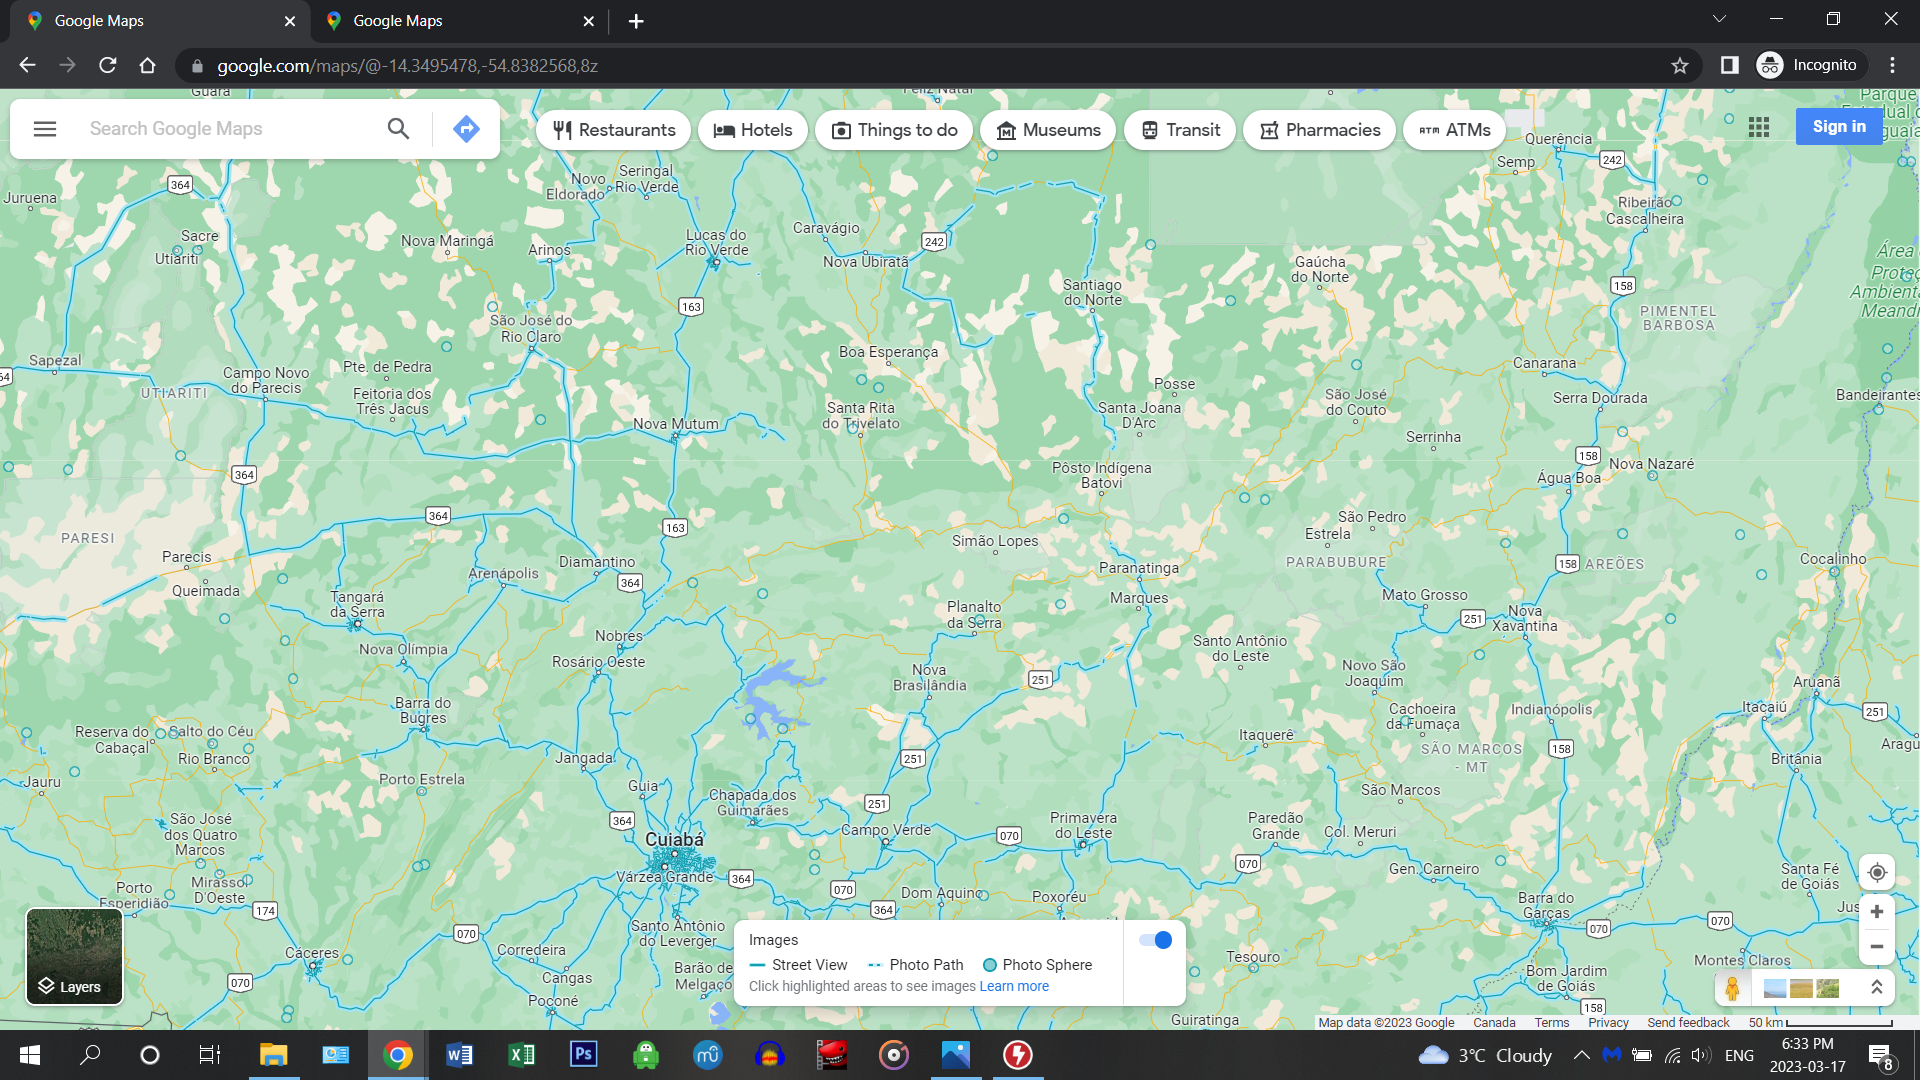 Google Maps
Google Maps
google.com/maps/@-14.3495478,-54.8382568,8z
Incognito
Guará
Search Google Maps
Restaurants
Hotels
Things to do
Museums
Transit
Pharmacies
ATMs
Sign in
Querência
Semp
242
Juruena
364
Novo
Eldorado
Seringal
Rio Verde
Ribeirão
Cascalheira
Sacre
Utiariti
Nova Maringá
Arinos
Lucas do
Rio Verde
Caravágio
242
Nova Ubiratã
Santiago
do Norte
Gaúcha
do Norte
158
163
São José do
Rio Claro
PIMENTEL
BARBOSA
Sapezal
Campo Novo
do Parecis
Pte. de Pedra
Boa Esperança
Canarana
UTIARITI
Feitoria dos
Três Jacus
Posse
Santa Rita
do Trivelato
Santa Joana
D'Arc
São José
do Couto
Serra Dourada
Bandeirantes
Nova Mutum
Serrinha
158
364
Pôsto Indígena
Batovi
Água Boa
Nova Nazaré
364
163
São Pedro
Estrela
PARESI
Parecis
Queimada
Arenápolis
Diamantino
364
Simão Lopes
Paranatinga
Marques
PARABUBURE
158
AREÕES
Cocalinho
Tangará
da Serra
Planalto
da Serra
Mato Grosso
251
Nova
Xavantina
Nobres
Nova Olímpia
Rosário Oeste
Nova
Brasilândia
251
Santo Antônio
do Leste
Novo São
Joaquim
Aruanã
Barra do
Bugres
Cachoeira
da Fumaça
Indianópolis
Itacaiú
251
Reserva do
Cabaçal
Salto do Céu
Rio Branco
Jangada
251
Itaquerê
SÃO MARCOS
- MT
158
Britânia
Jauru
Porto Estrela
Guia
Chapada dos
Guimarães
251
São Marcos
São José
dos Quatro
Marcos
364
Cuiabá
Várzea Grande
Campo Verde
070
Primavera
do Leste
Paredão
Grande
Col. Meruri
364
070
070
Gen. Carneiro
Santa Fé
de Goiás
Porto
Esperidião
Mirassol
D'Oeste
174
Dom Aquino
364
Poxoréu
Barra do
Garças
070
070
070
Santo Antônio
do Leverger
Cáceres
Corredeira
Cangas
Barão de
Melgaço
Tesouro
Bom Jardim
de Goiás
Montes Claros
070
Poconé
158
Guiratinga
Layers
Images
Street View
Photo Path
Photo Sphere
Click highlighted areas to see images Learn more
Map data ©2023 Google
Canada
Terms
Privacy
Send feedback
50 km
3°C Cloudy
ENG
6:33 PM
2023-03-17
8